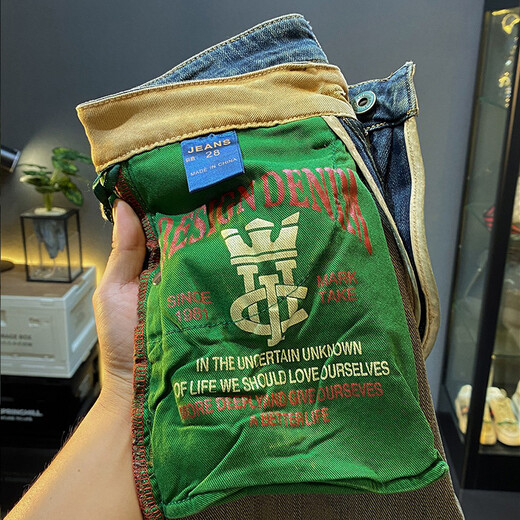 JEANS
28
MADE IN CHINA
DESIGN DENIM
SINCE
1981
MARK
TAKE
IN THE UNCERTAIN UNKNOWN
OF LIFE WE SHOULD LOVE OURSELVES
MORE DEEPLY AND GIVE OURSEVES
A BETTER LIFE